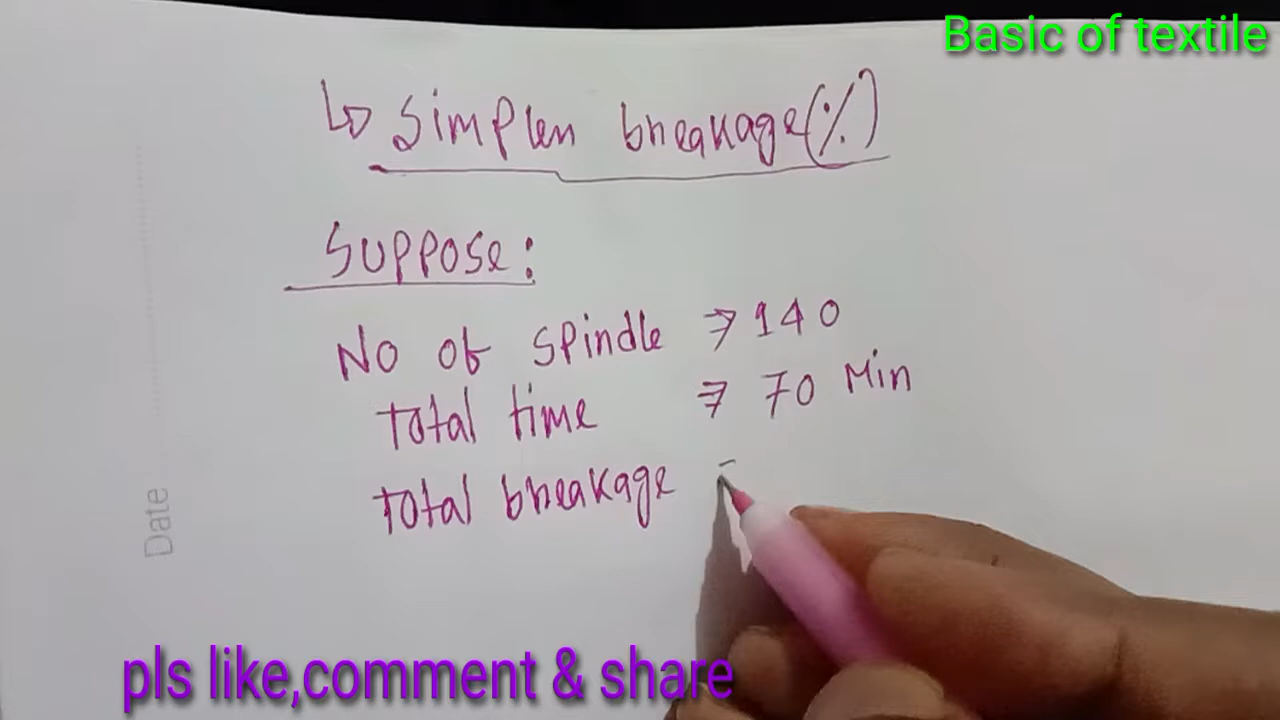 Basic of textile
↳ Simplex breakage(%)
Suppose:
No of spindle ⇒ 140
Total time ⇒ 70 Min
Total breakage
Date
pls like,comment & share